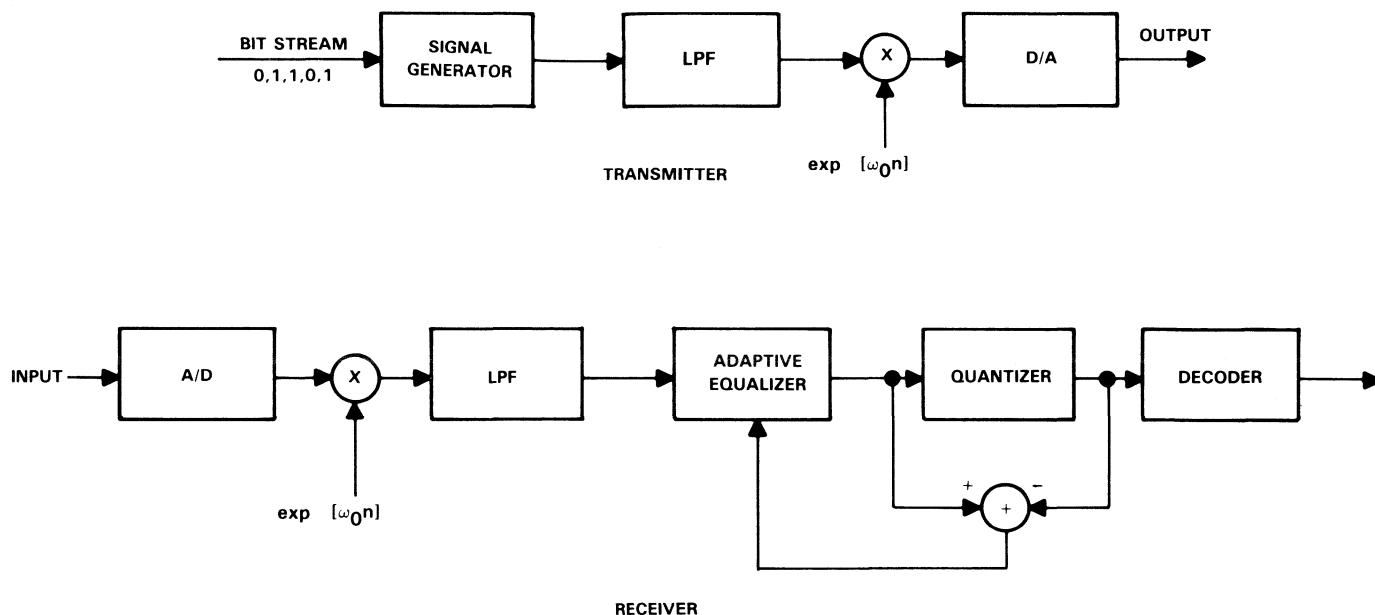 BIT STREAM
0,1,1,0,1
SIGNAL
GENERATOR
LPF
X
D/A
OUTPUT
exp [ω0n]
TRANSMITTER
INPUT
A/D
X
LPF
ADAPTIVE
EQUALIZER
QUANTIZER
DECODER
+
−
+
exp [ω0n]
RECEIVER